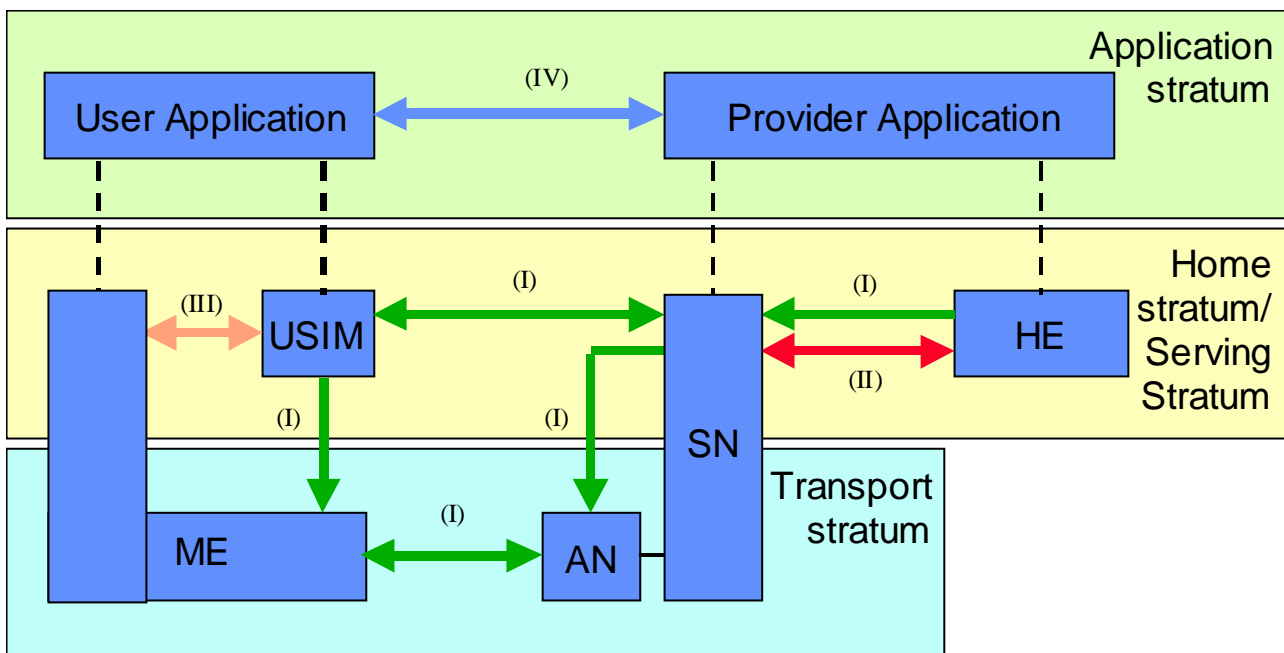 Application
stratum
(IV)
User Application
Provider Application
Home
stratum/
Serving
Stratum
(I)
(I)
(III)
USIM
HE
(II)
(I)
(I)
SN
Transport
stratum
(I)
ME
AN